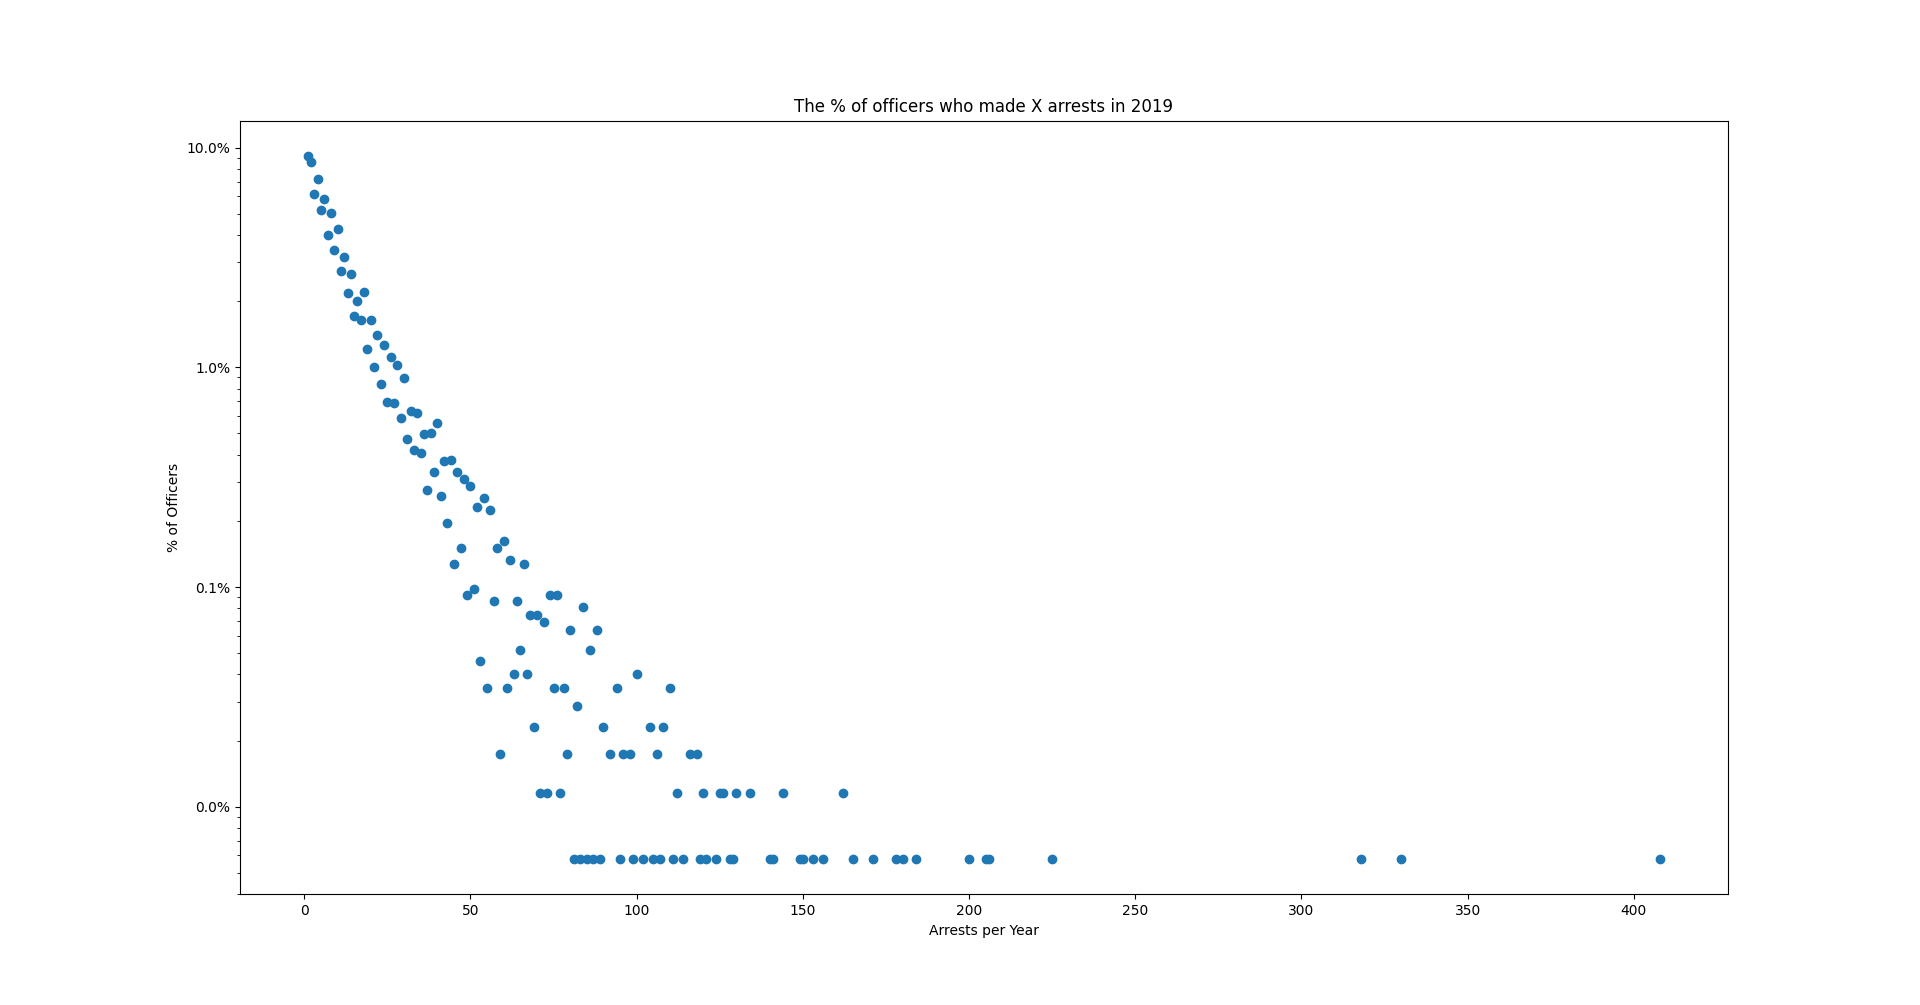 The % of officers who made X arrests in 2019
10.0%
1.0%
0.1%
0.0%
% of Officers
0 50 100 150 200 250 300 350 400
Arrests per Year